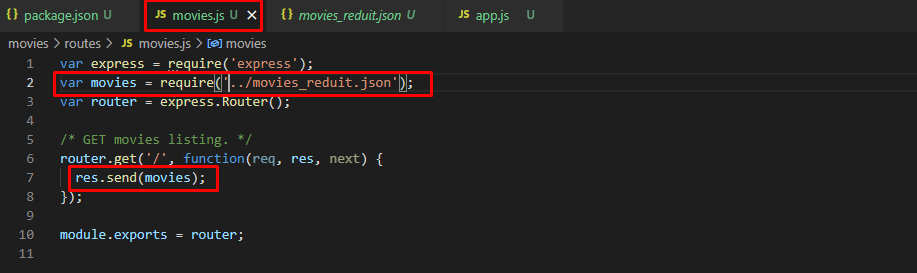 {} package.json U
JS movies.js U ×
{} movies_reduit.json U
JS app.js U
movies > routes > JS movies.js > movies
1 var express = require('express');
2 var movies = require('../movies_reduit.json');
3 var router = express.Router();
4
5 /* GET movies listing. */
6 router.get('/', function(req, res, next) {
7 res.send(movies);
8 });
9
10 module.exports = router;
11